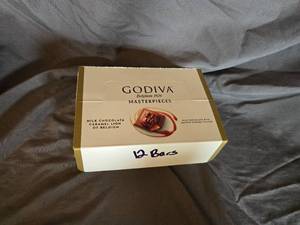 GODIVA
Belgium 1926
MASTERPIECES
MILK CHOCOLATE
CARAMEL LION
OF BELGIUM
12 Bars